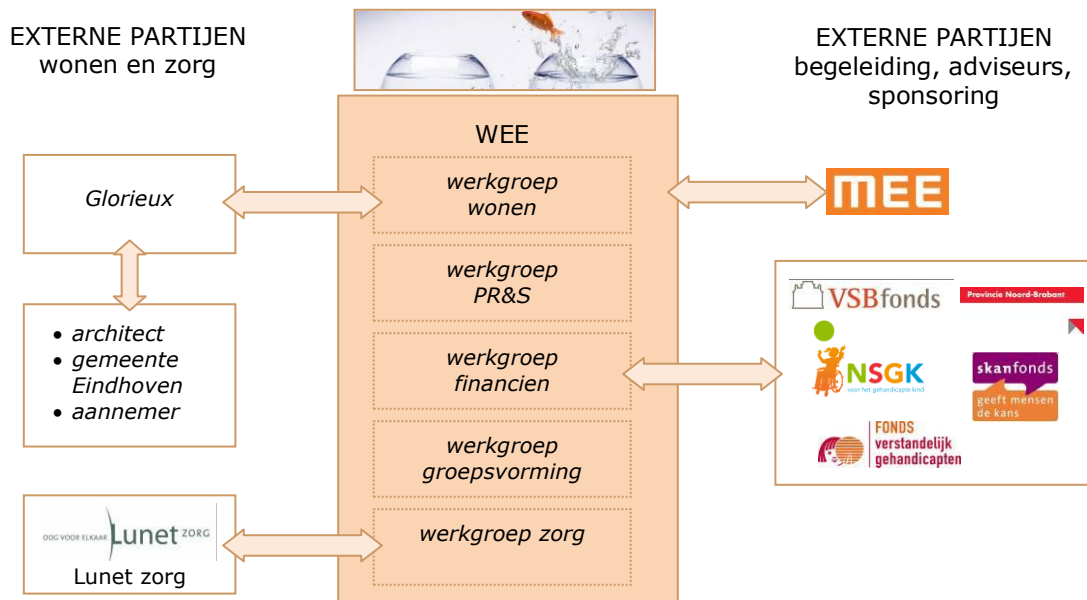 EXTERNE PARTIJEN
wonen en zorg
Glorieux
• architect
• gemeente
Eindhoven
• aannemer
OOG VOOR ELKAAR Lunet ZORG
Lunet zorg
WEE
werkgroep
wonen
werkgroep
PR&S
werkgroep
financien
werkgroep
groepsvorming
werkgroep zorg
EXTERNE PARTIJEN
begeleiding, adviseurs,
sponsoring
MEE
VSBfonds
Provincie Noord-Brabant
NSGK
voor het gehandicapte kind
skanfonds
geeft mensen
de kans
FONDS
verstandelijk
gehandicapten